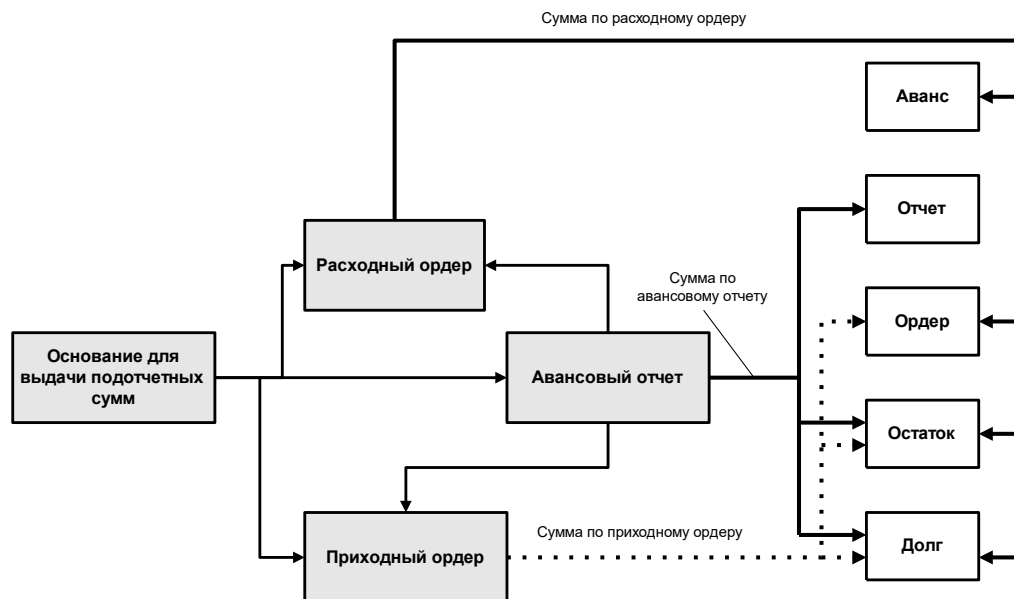 Сумма по расходному ордеру
Аванс
Отчет
Расходный ордер
Сумма по
авансовому отчету
Ордер
Основание для
выдачи подотчетных
сумм
Авансовый отчет
Остаток
Сумма по приходному ордеру
Приходный ордер
Долг